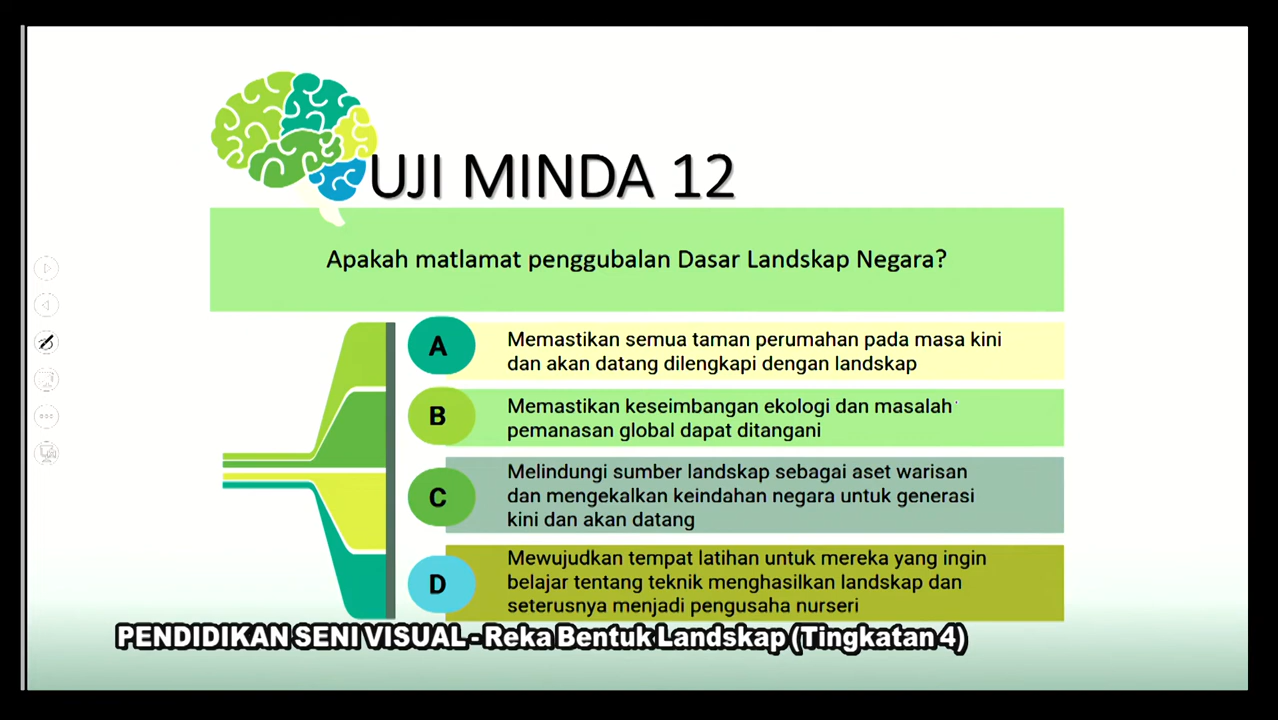 UJI MINDA 12
Apakah matlamat penggubalan Dasar Landskap Negara?
A
Memastikan semua taman perumahan pada masa kini
dan akan datang dilengkapi dengan landskap
B
Memastikan keseimbangan ekologi dan masalah
pemanasan global dapat ditangani
C
Melindungi sumber landskap sebagai aset warisan
dan mengekalkan keindahan negara untuk generasi
kini dan akan datang
D
Mewujudkan tempat latihan untuk mereka yang ingin
belajar tentang teknik menghasilkan landskap dan
seterusnya menjadi pengusaha nurseri
PENDIDIKAN SENI VISUAL - Reka Bentuk Landskap (Tingkatan 4)